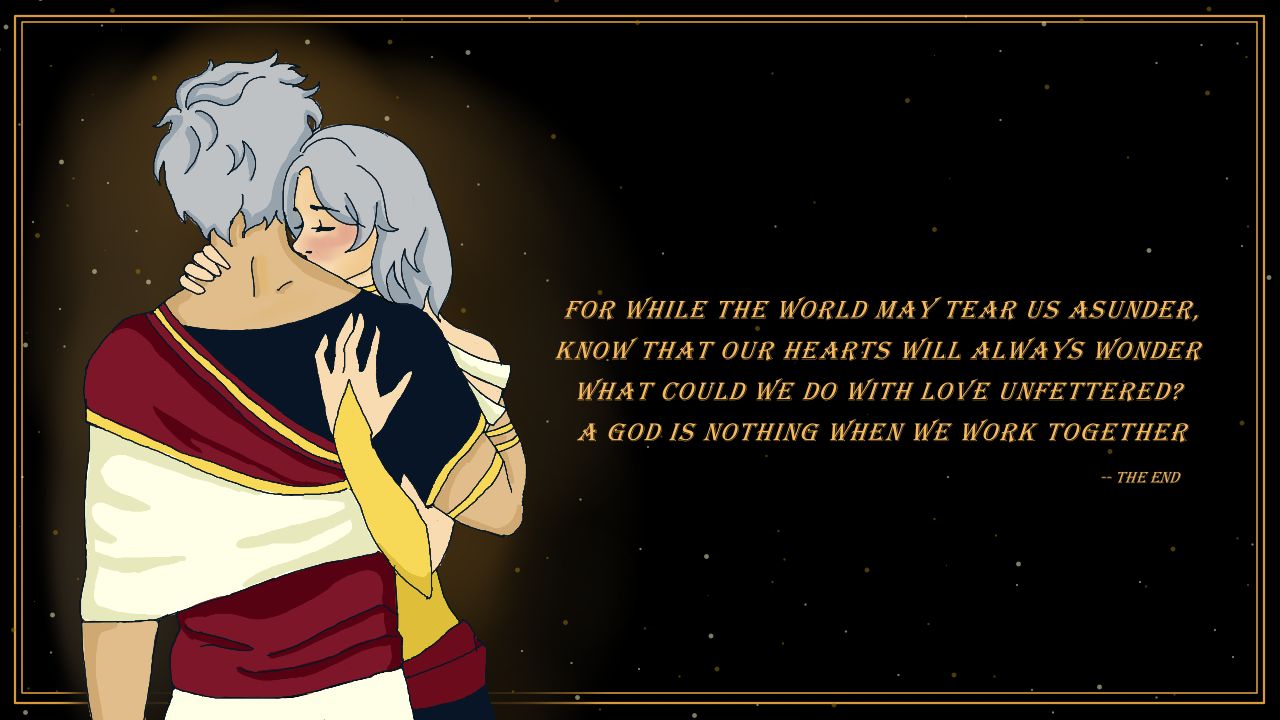 FOR WHILE THE WORLD MAY TEAR US ASUNDER,
KNOW THAT OUR HEARTS WILL ALWAYS WONDER
WHAT COULD WE DO WITH LOVE UNFETTERED?
A GOD IS NOTHING WHEN WE WORK TOGETHER
-- THE END